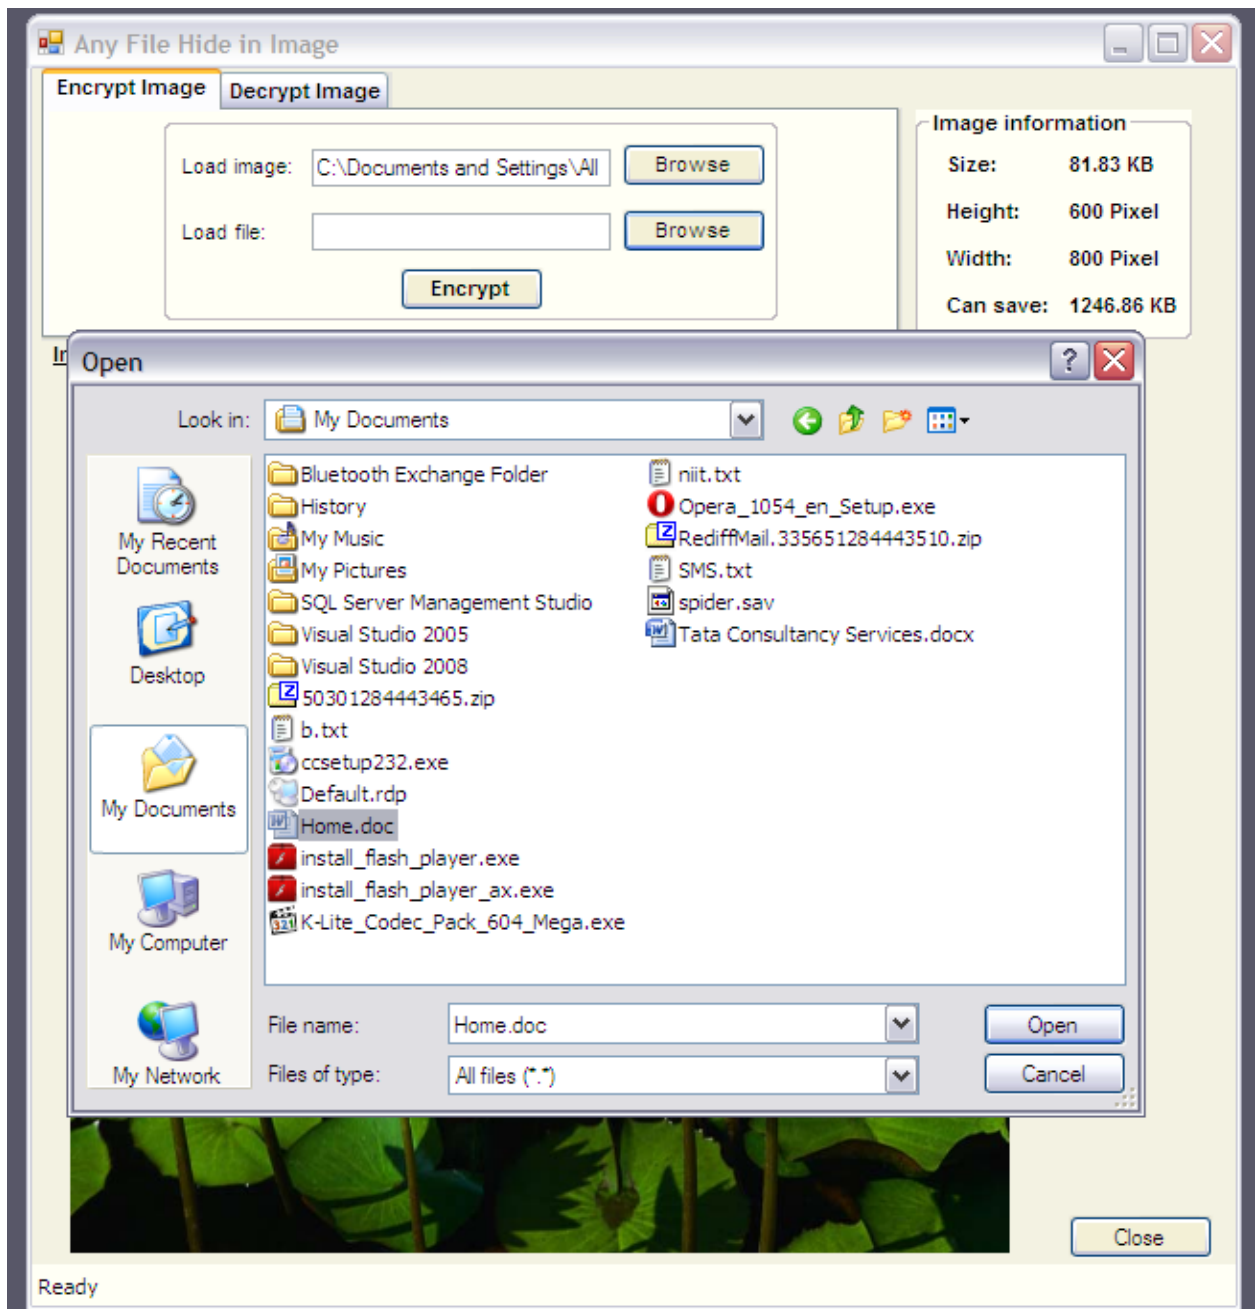 Any File Hide in Image
Encrypt Image
Decrypt Image
Load image:
C:\Documents and Settings\All
Browse
Load file:
Browse
Encrypt
Image information
Size: 81.83 KB
Height: 600 Pixel
Width: 800 Pixel
Can save: 1246.86 KB
Open
Look in:
My Documents
My Recent
Documents
Desktop
My Documents
My Computer
My Network
Bluetooth Exchange Folder
History
My Music
My Pictures
SQL Server Management Studio
Visual Studio 2005
Visual Studio 2008
50301284443465.zip
b.txt
ccsetup232.exe
Default.rdp
Home.doc
install_flash_player.exe
install_flash_player_ax.exe
K-Lite_Codec_Pack_604_Mega.exe
niit.txt
Opera_1054_en_Setup.exe
RediffMail.335651284443510.zip
SMS.txt
spider.sav
Tata Consultancy Services.docx
File name:
Home.doc
Open
Files of type:
All files (*.*)
Cancel
Close
Ready